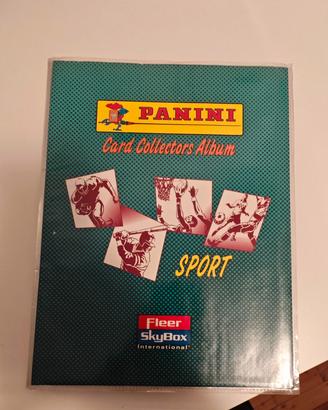 PANINI
Card Collectors Album
SPORT
Fleer
SkyBox
International